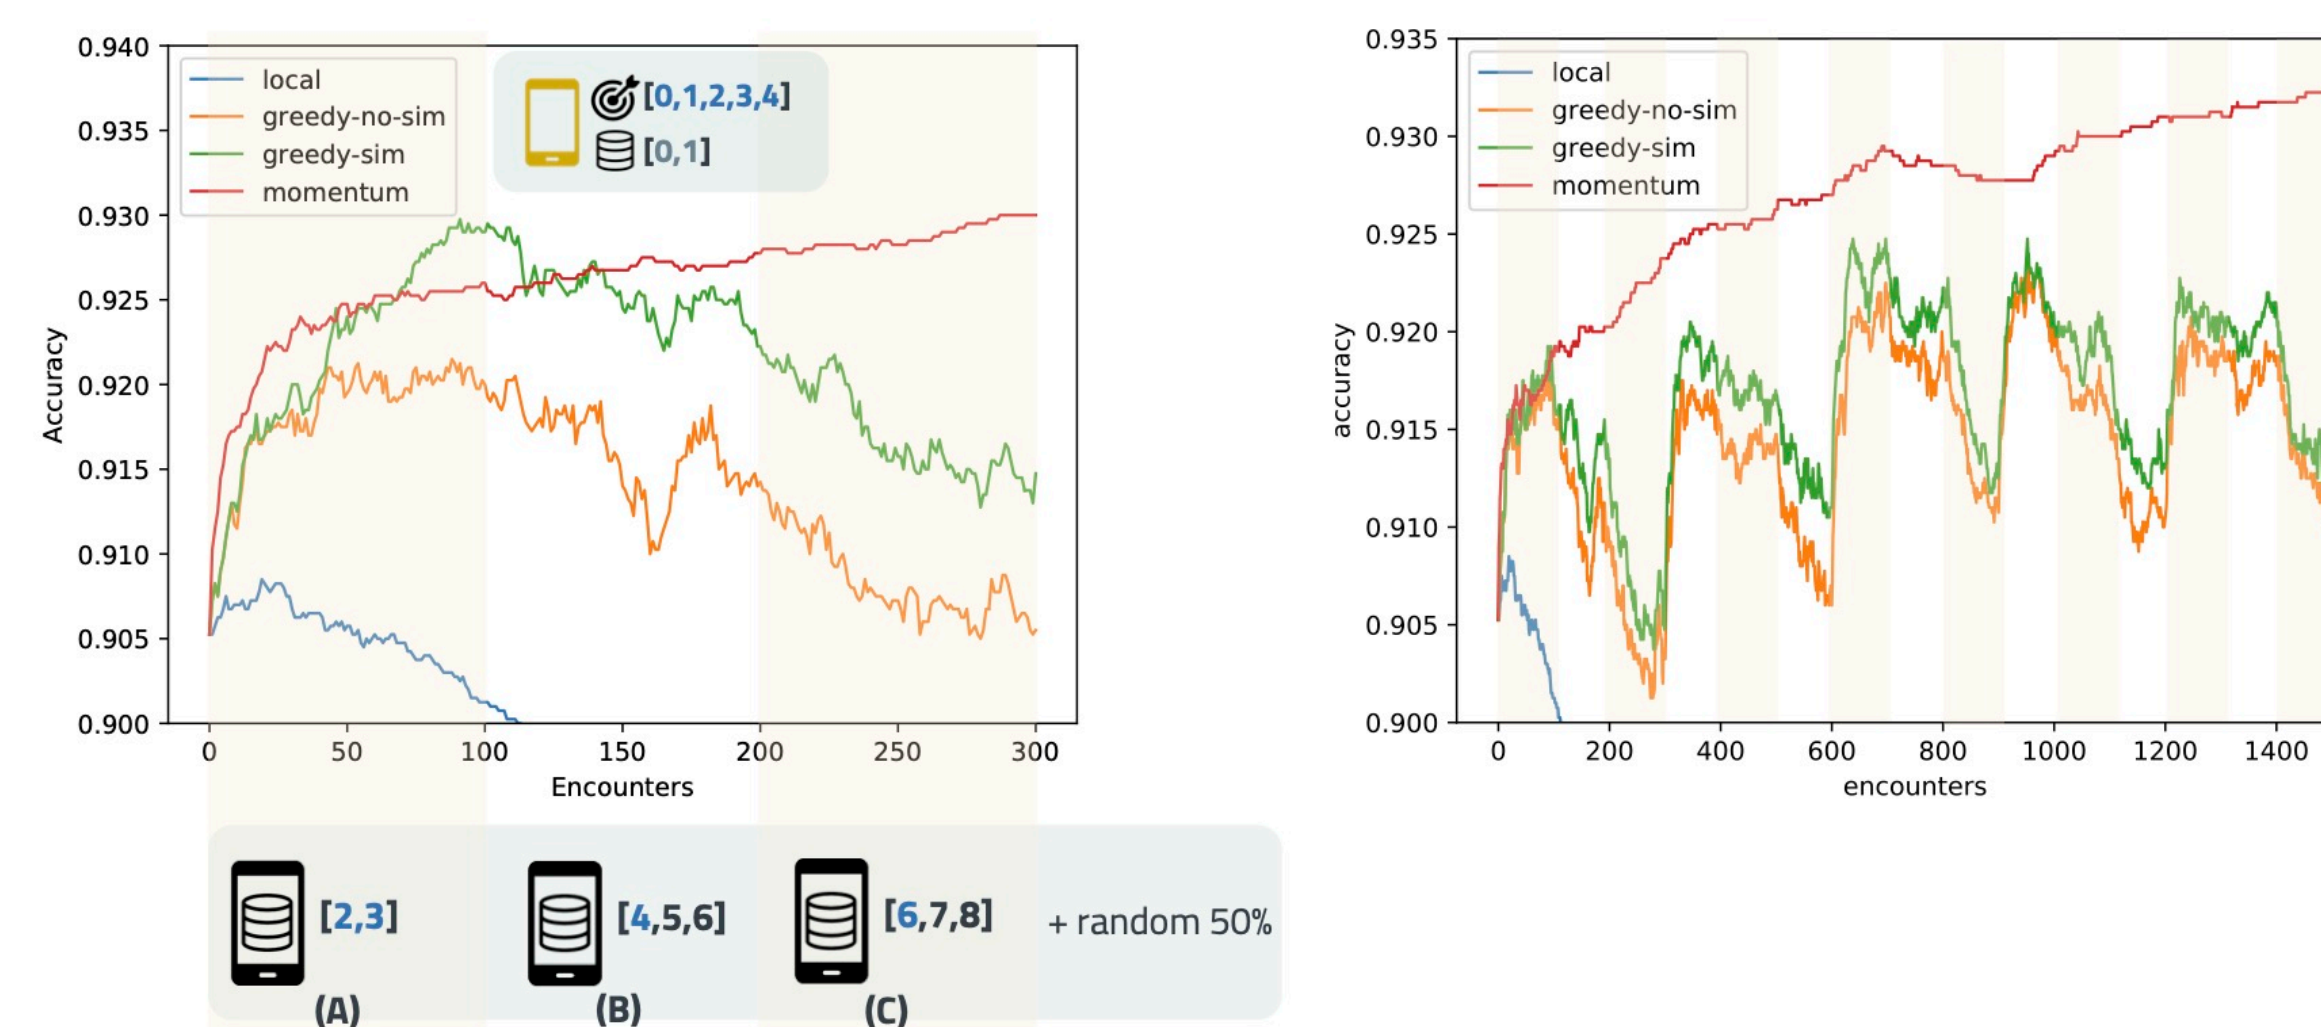 0.940
0.935
0.930
0.925
0.920
0.915
0.910
0.905
0.900
Accuracy
local
greedy-no-sim
greedy-sim
momentum
[0,1,2,3,4]
[0,1]
0 50 100 150 200 250 300
Encounters
[2,3]
[4,5,6]
[6,7,8]
+ random 50%
(A)
(B)
(C)
0.935
0.930
0.925
0.920
0.915
0.910
0.905
0.900
accuracy
local
greedy-no-sim
greedy-sim
momentum
0 200 400 600 800 1000 1200 1400
encounters